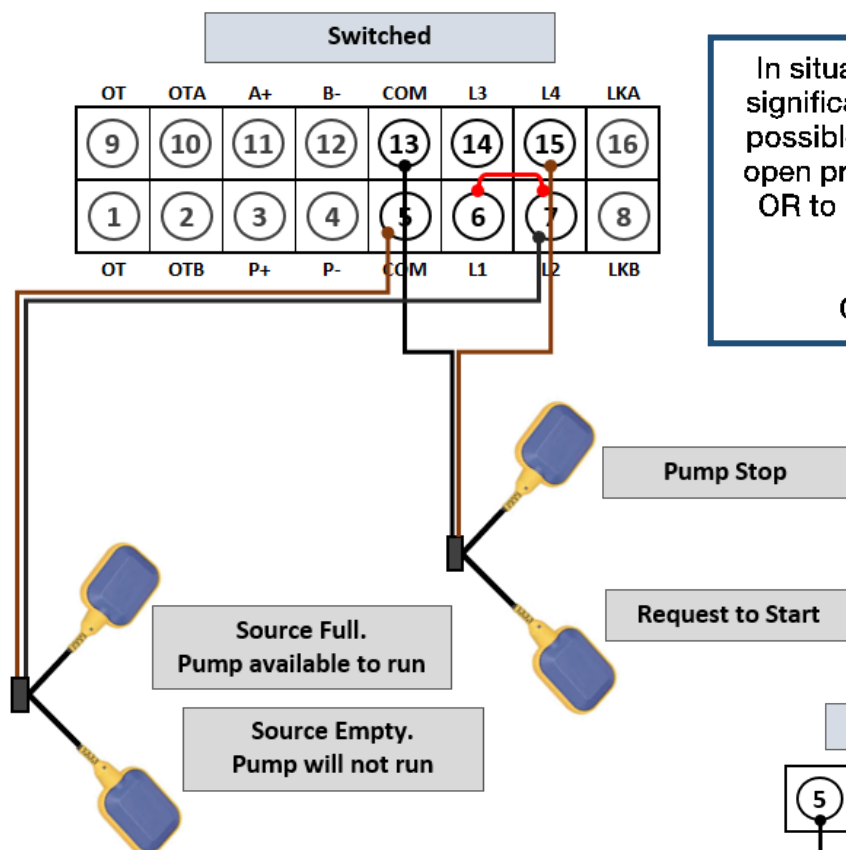 Switched
OT OTA A+ B- COM L3 L4 LKA
9 10 11 12 13 14 15 16
1 2 3 4 5 6 7 8
OT OTB P+ P- COM L1 L2 LKB
In situa
significa
possible
open pr
OR to
Pump Stop
Request to Start
Source Full.
Pump available to run
Source Empty.
Pump will not run
5